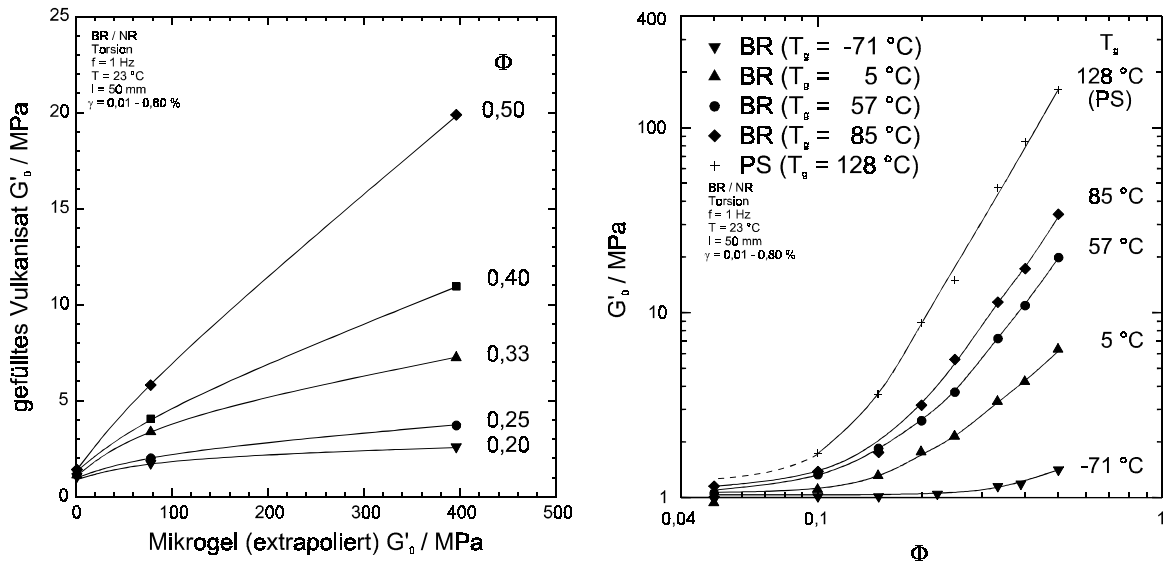 25
20
15
10
5
0
gefülltes Vulkanisat G'₀ / MPa
BR / NR
Torsion
f = 1 Hz
T = 23 °C
l = 50 mm
γ = 0,01 - 0,60 %
Φ
0,50
0,40
0,33
0,25
0,20
0 100 200 300 400 500
Mikrogel (extrapoliert) G'₀ / MPa
400
100
10
1
G'₀ / MPa
BR (Tg = -71 °C)
BR (Tg = 5 °C)
BR (Tg = 57 °C)
BR (Tg = 85 °C)
PS (Tg = 128 °C)
BR / NR
Torsion
f = 1 Hz
T = 23 °C
l = 50 mm
γ = 0,01 - 0,60 %
Tg
128 °C
(PS)
85 °C
57 °C
5 °C
-71 °C
0,04 0,1 1
Φ